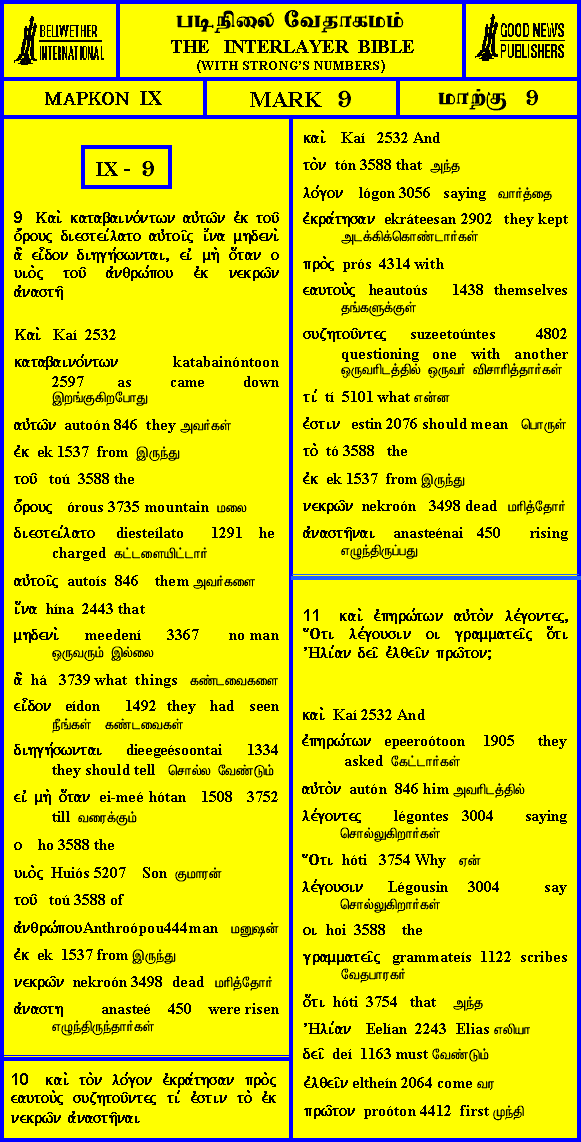 BELLWETHER
INTERNATIONAL
படிநிலை வேதாகமம்
THE INTERLAYER BIBLE
(WITH STRONG'S NUMBERS)
GOOD NEWS
PUBLISHERS
ΜΑΡΚΟΝ IX
MARK 9
மாற்கு 9
IX - 9
9 Καὶ καταβαινόντων αὐτῶν ἐκ τοῦ
ὄρους διεστείλατο αὐτοῖς ἵνα μηδενὶ
ἃ εἶδον διηγήσωνται, εἰ μὴ ὅταν ο
υιὸς τοῦ ἀνθρώπου ἐκ νεκρῶν
ἀναστῇ
Καὶ Kaí 2532
καταβαινόντων katabainóntoon
2597 as came down
இறங்குகிறபோது
αὐτῶν autoón 846 they அவர்கள்
ἐκ ek 1537 from இருந்து
τοῦ toú 3588 the
ὄρους órous 3735 mountain மலை
διεστείλατο diesteílato 1291 he
charged கட்டளையிட்டார்
αὐτοῖς autoís 846 them அவர்களை
ἵνα hína 2443 that
μηδενὶ meedení 3367 no man
ஒருவரும் இல்லை
ἃ há 3739 what things கண்டவைகளை
εἶδον eídon 1492 they had seen
நீங்கள் கண்டவைகள்
διηγήσωνται dieegeésoontai 1334
they should tell சொல்ல வேண்டும்
εἰ μὴ ὅταν ei-meé hótan 1508 3752
till வரைக்கும்
ο ho 3588 the
υιὸς Huiós 5207 Son குமாரன்
τοῦ toú 3588 of
ἀνθρώπου Anthroópou444man மனுஷன்
ἐκ ek 1537 from இருந்து
νεκρῶν nekroón 3498 dead மரித்தோர்
ἀναστη anasteé 450 were risen
எழுந்திருந்தார்கள்
10 καὶ τὸν λόγον ἐκράτησαν πρὸς
εαυτοὺς συζητοῦντες τί ἐστιν τὸ ἐκ
νεκρῶν ἀναστῆναι
καὶ Kaí 2532 And
τὸν tón 3588 that அந்த
λόγον lógon 3056 saying வார்த்தை
ἐκράτησαν ekráteesan 2902 they kept
அடக்கிக்கொண்டார்கள்
πρὸς prós 4314 with
εαυτοὺς heautoús 1438 themselves
தங்களுக்குள்
συζητοῦντες suzeetoúntes 4802
questioning one with another
ஒருவரிடத்தில் ஒருவர் விசாரித்தார்கள்
τί tí 5101 what என்ன
ἐστιν estin 2076 should mean பொருள்
τὸ tó 3588 the
ἐκ ek 1537 from இருந்து
νεκρῶν nekroón 3498 dead மரித்தோர்
ἀναστῆναι anasteénai 450 rising
எழுந்திருப்பது
11 καὶ ἐπηρώτων αὐτὸν λέγοντες,
Ὅτι λέγουσιν οι γραμματεῖς ὅτι
Ἠλίαν δεῖ ἐλθεῖν πρῶτον;
καὶ Kaí 2532 And
ἐπηρώτων epeeroótoon 1905 they
asked கேட்டார்கள்
αὐτὸν autón 846 him அவரிடத்தில்
λέγοντες légontes 3004 saying
சொல்லுகிறார்கள்
Ὅτι hóti 3754 Why ஏன்
λέγουσιν Légousin 3004 say
சொல்லுகிறார்கள்
οι hoi 3588 the
γραμματεῖς grammateís 1122 scribes
வேதபாரகர்
ὅτι hóti 3754 that அந்த
Ἠλίαν Eelían 2243 Elias எலியா
δεῖ deí 1163 must வேண்டும்
ἐλθεῖν eltheín 2064 come வர
πρῶτον proóton 4412 first முந்தி